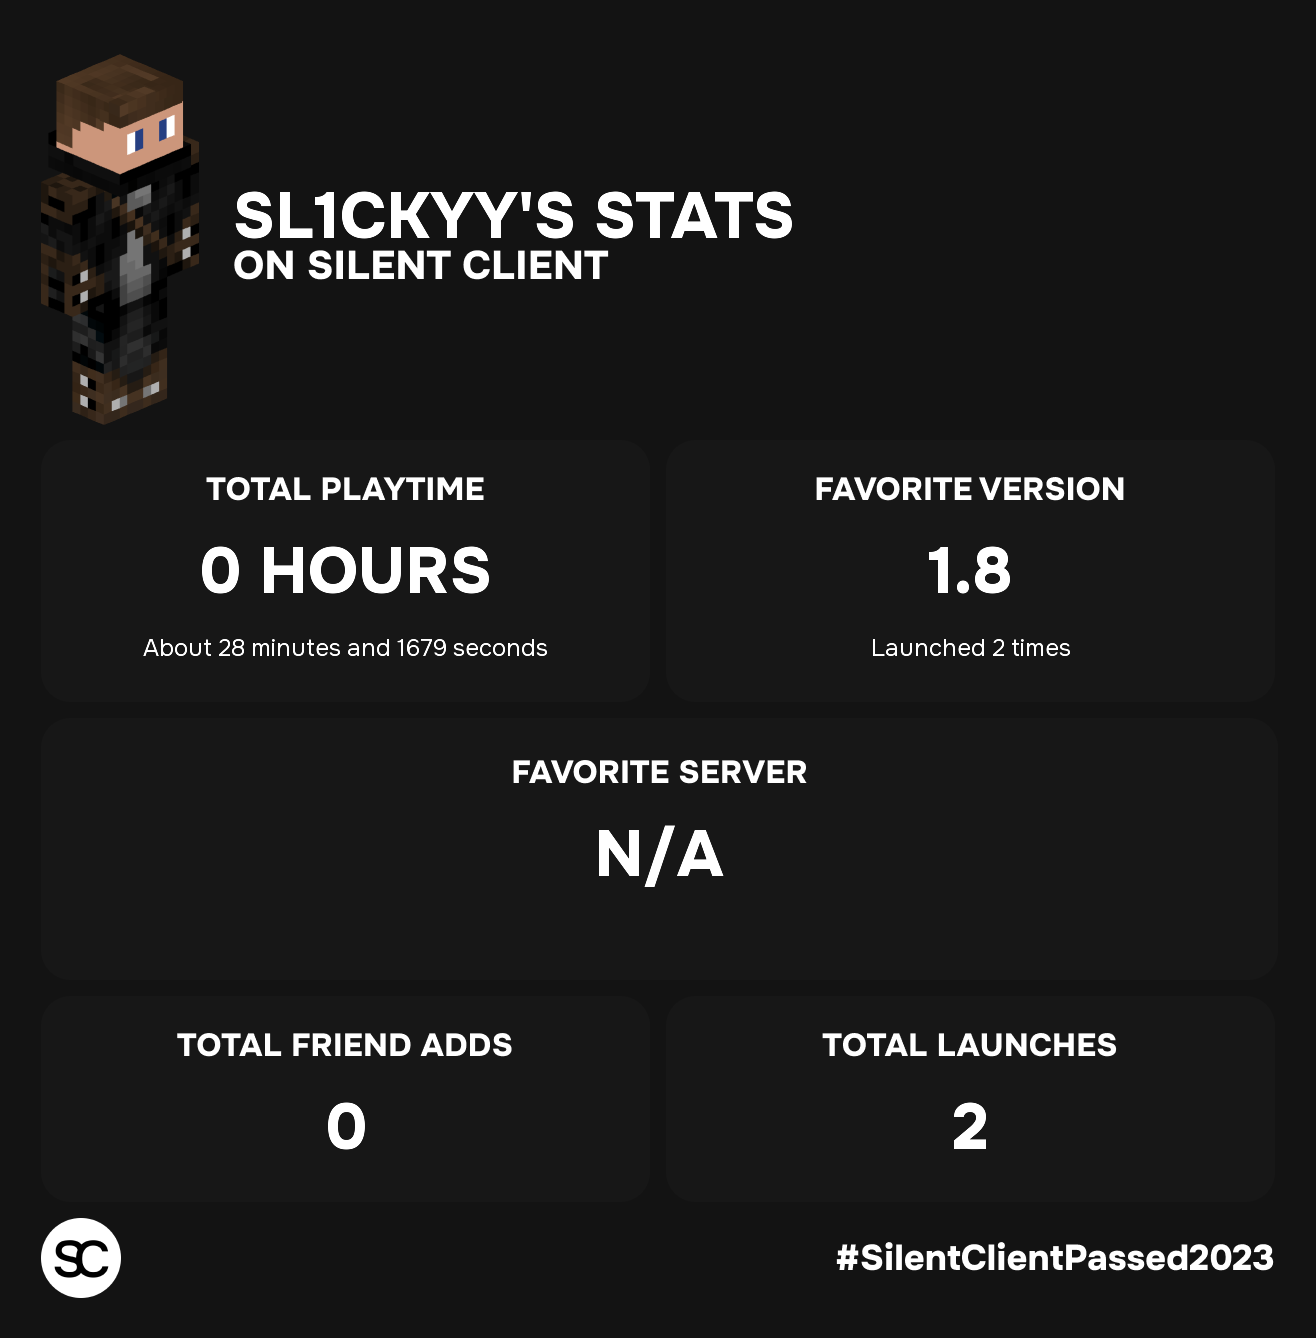 SL1CKYY'S STATS
ON SILENT CLIENT
TOTAL PLAYTIME
0 HOURS
About 28 minutes and 1679 seconds
FAVORITE VERSION
1.8
Launched 2 times
FAVORITE SERVER
N/A
TOTAL FRIEND ADDS
0
TOTAL LAUNCHES
2
SC
#SilentClientPassed2023